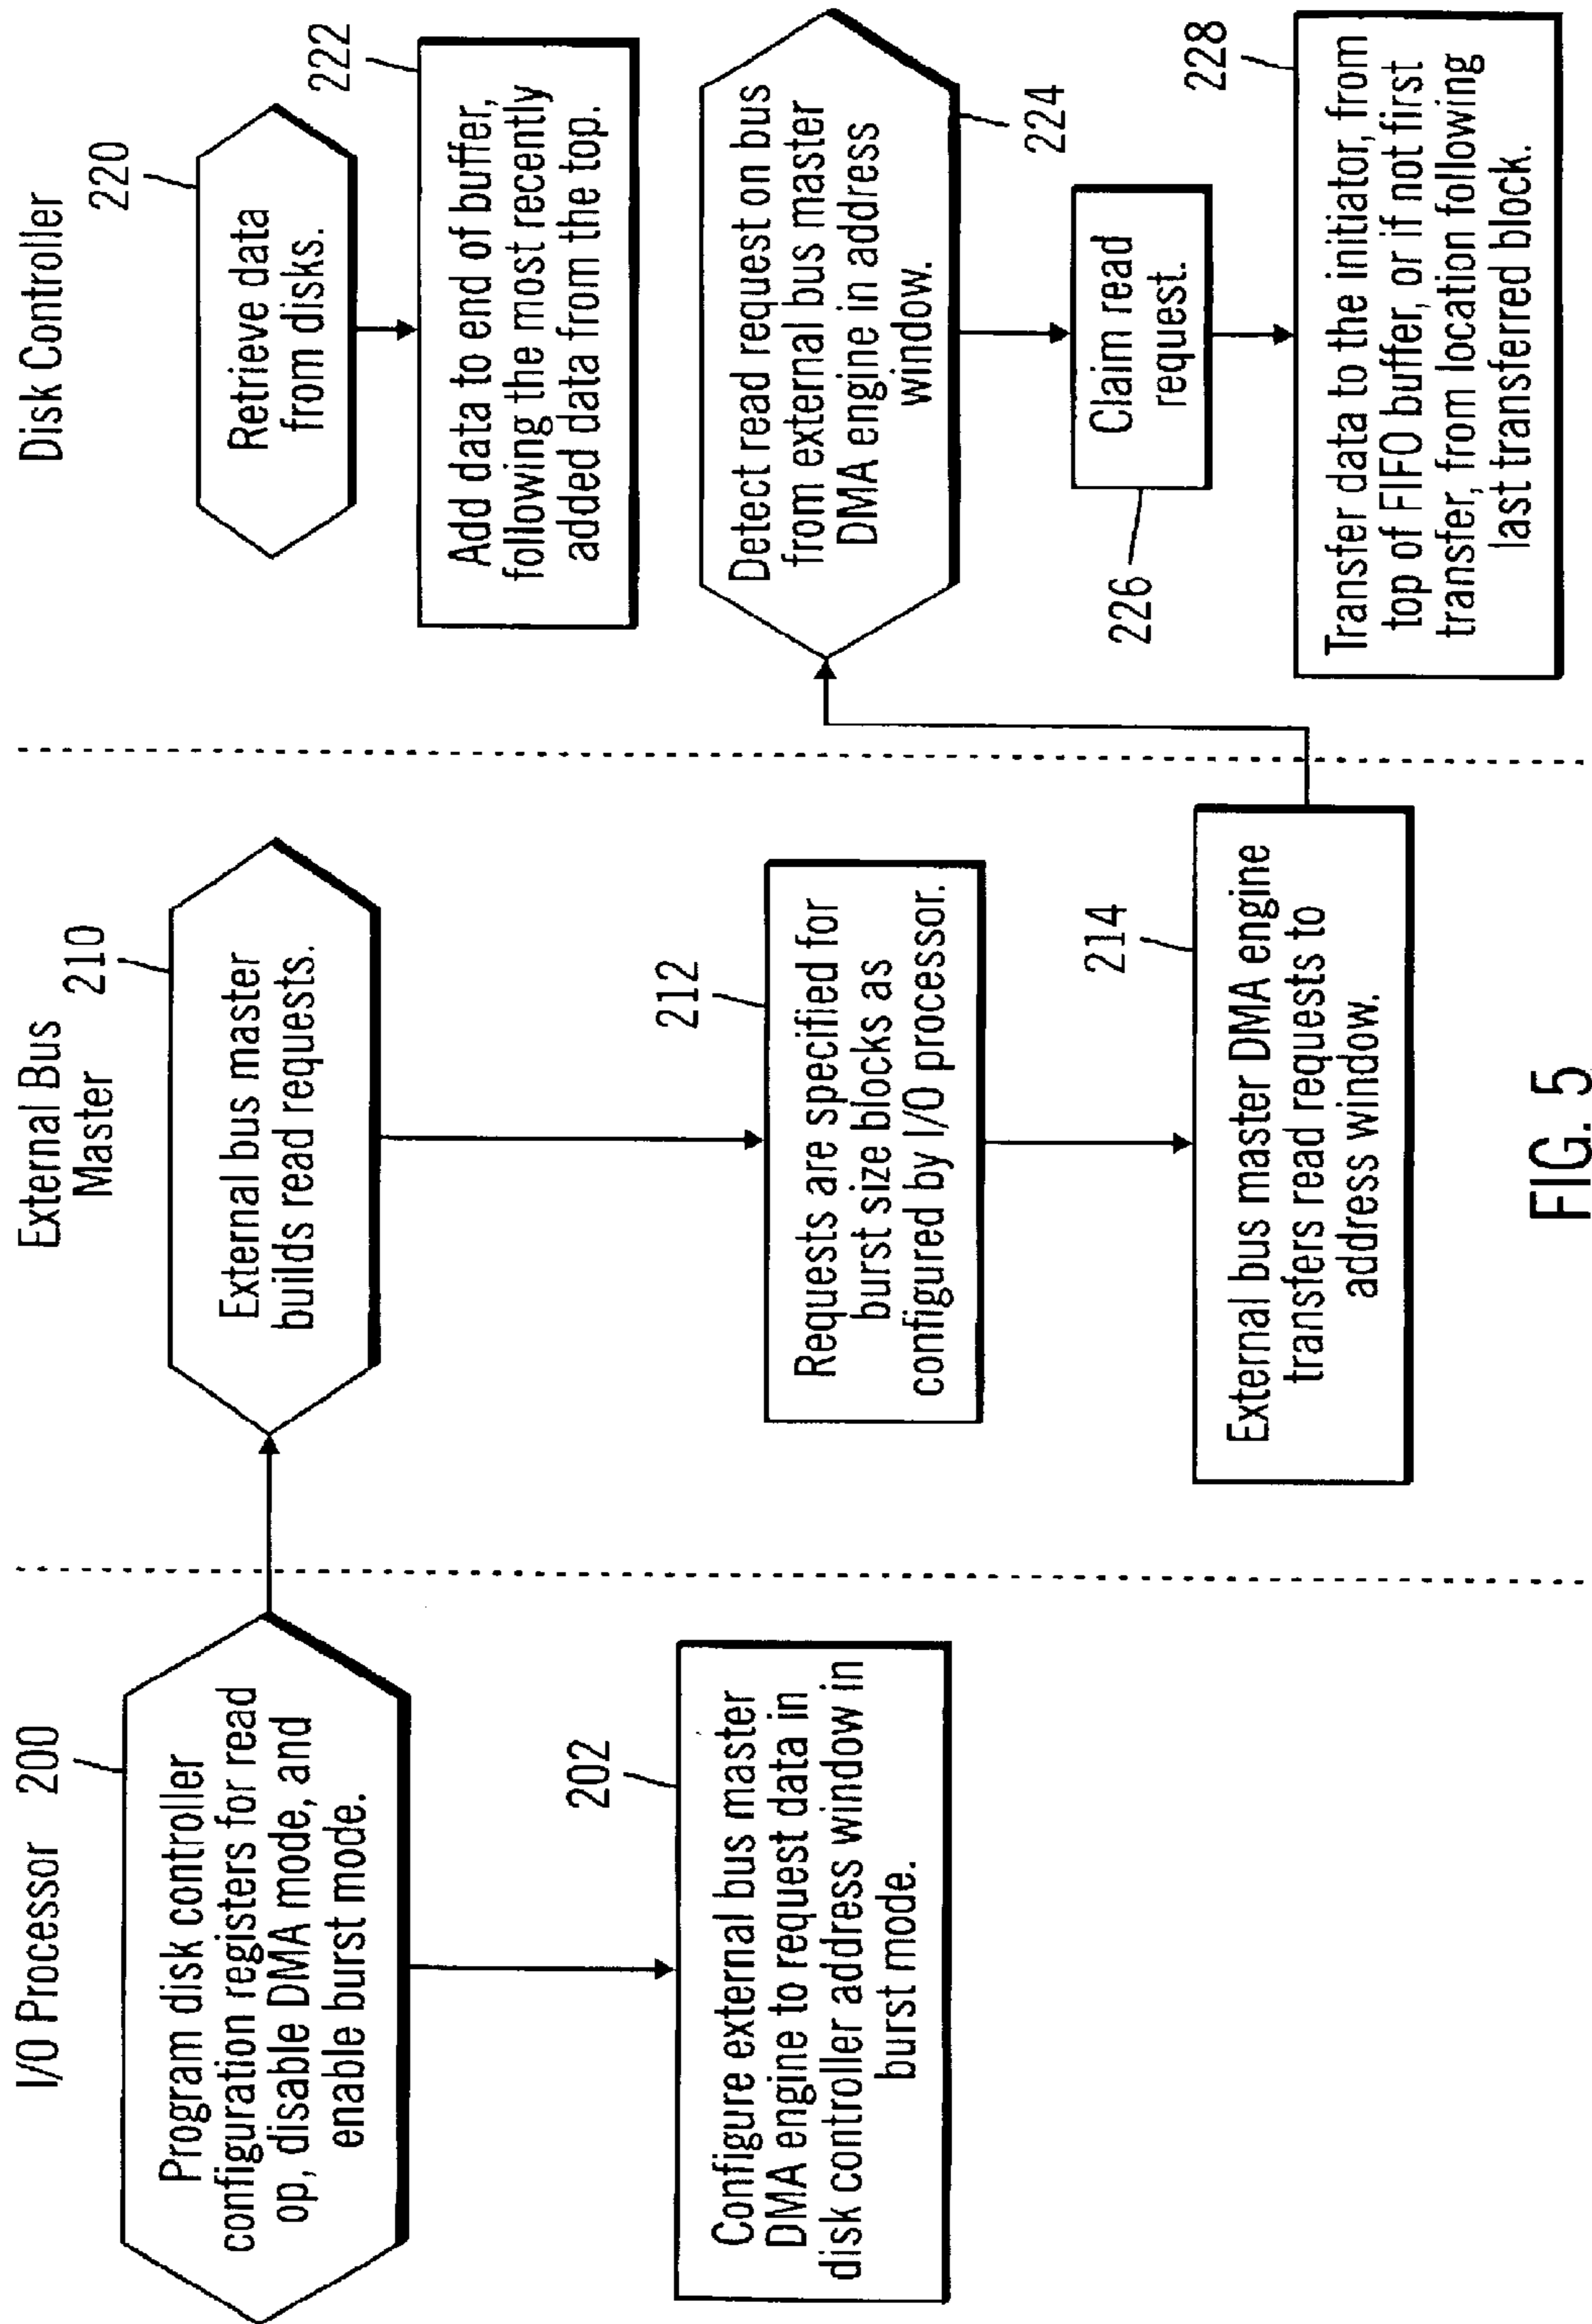 I/O Processor
200
Program disk controller
configuration registers for read
op, disable DMA mode, and
enable burst mode.
202
Configure external bus master
DMA engine to request data in
disk controller address window in
burst mode.
External Bus
Master
210
External bus master
builds read requests.
212
Requests are specified for
burst size blocks as
configured by I/O processor.
214
External bus master DMA engine
transfers read requests to
address window.
Disk Controller
220
Retrieve data
from disks.
222
Add data to end of buffer,
following the most recently
added data from the top.
Detect read request on bus
from external bus master
DMA engine in address
window.
224
Claim read
request.
226
228
Transfer data to the initiator, from
top of FIFO buffer, or if not first
transfer, from location following
last transferred block.
FIG. 5